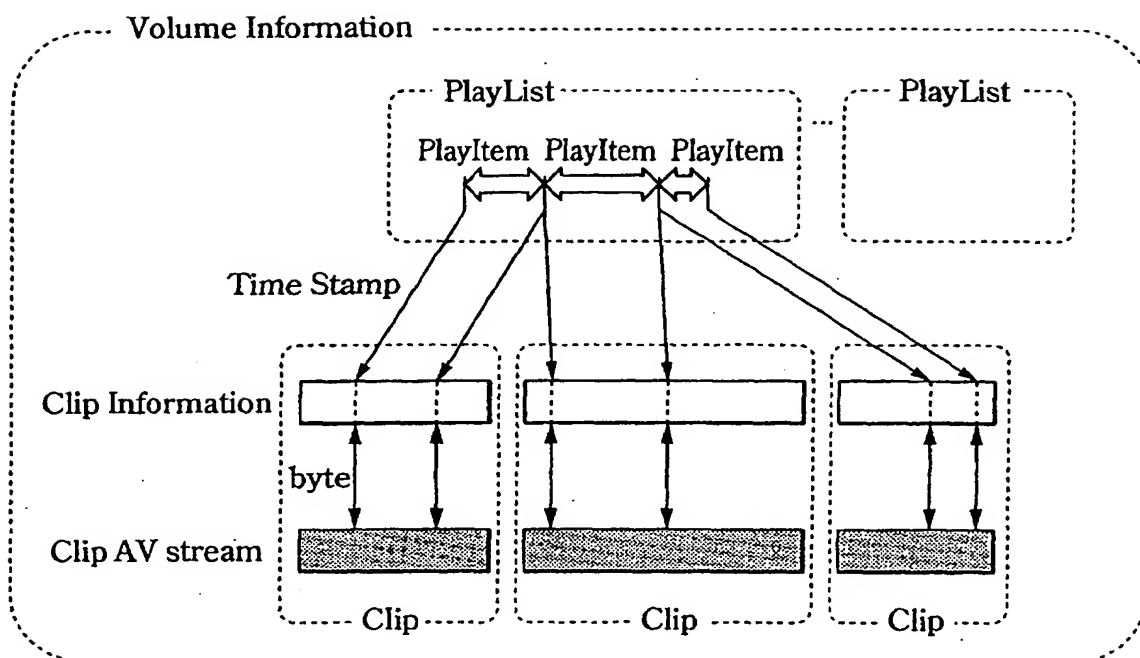 Volume Information
PlayList ... PlayList
PlayItem PlayItem PlayItem
Time Stamp
Clip Information
byte
Clip AV stream
Clip Clip Clip